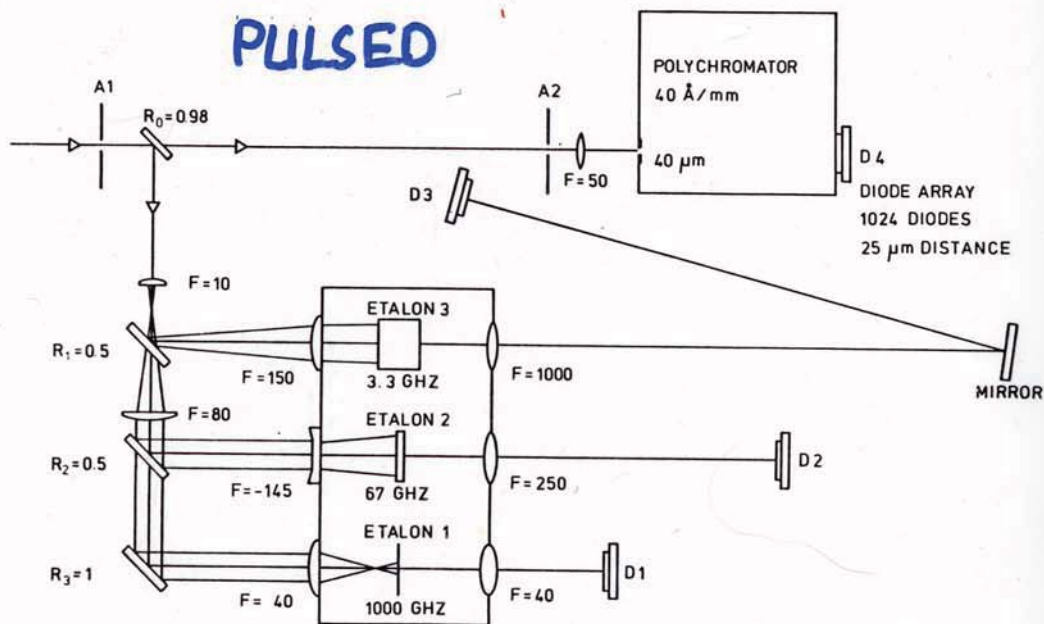 PULSED
A1
R₀=0.98
A2
F=50
POLYCHROMATOR
40 Å/mm
40 μm
D4
DIODE ARRAY
1024 DIODES
25 μm DISTANCE
D3
F=10
R₁=0.5
F=150
ETALON 3
3.3 GHZ
F=1000
MIRROR
F=80
R₂=0.5
F=-145
ETALON 2
67 GHZ
F=250
D2
R₃=1
F= 40
ETALON 1
1000 GHZ
F=40
D1